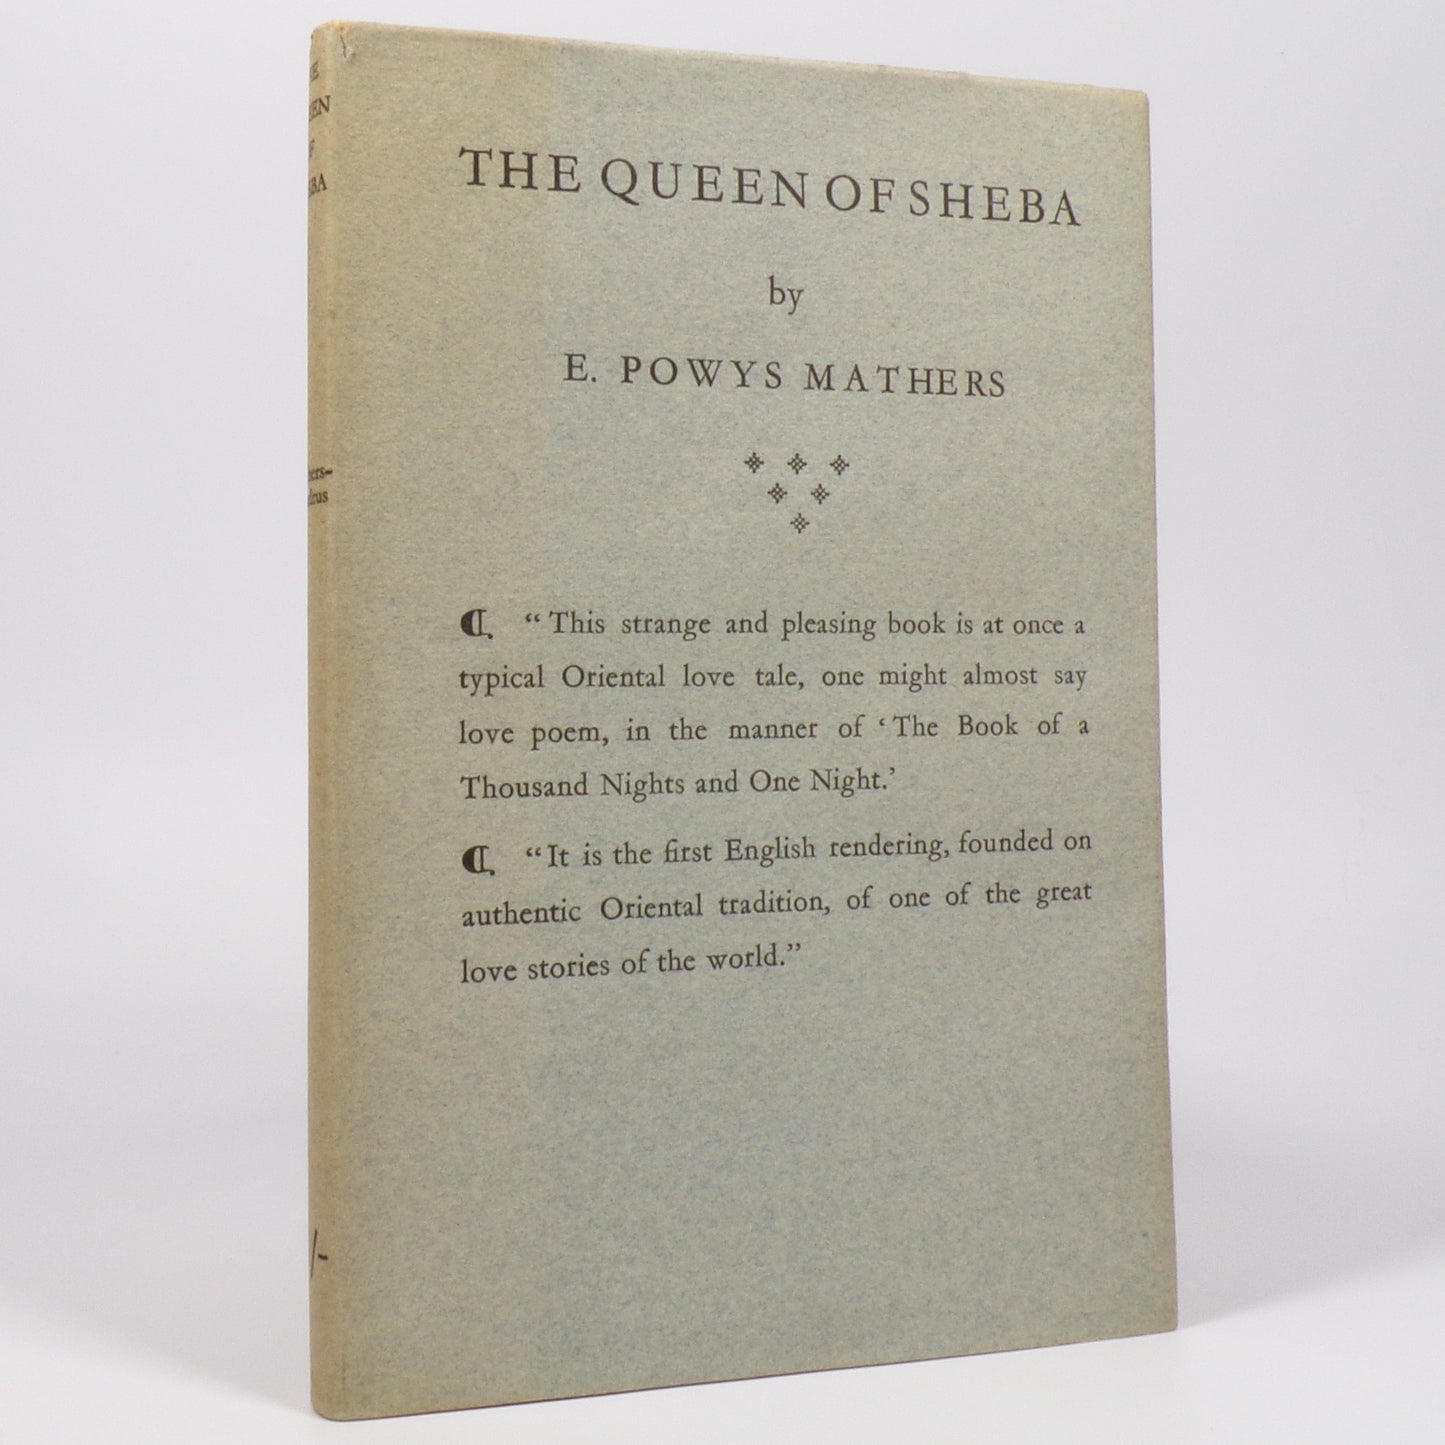 THE QUEEN OF SHEBA
by
E. POWYS MATHERS
¶ “This strange and pleasing book is at once a
typical Oriental love tale, one might almost say
love poem, in the manner of ‘The Book of a
Thousand Nights and One Night.’
¶ “It is the first English rendering, founded on
authentic Oriental tradition, of one of the great
love stories of the world.”